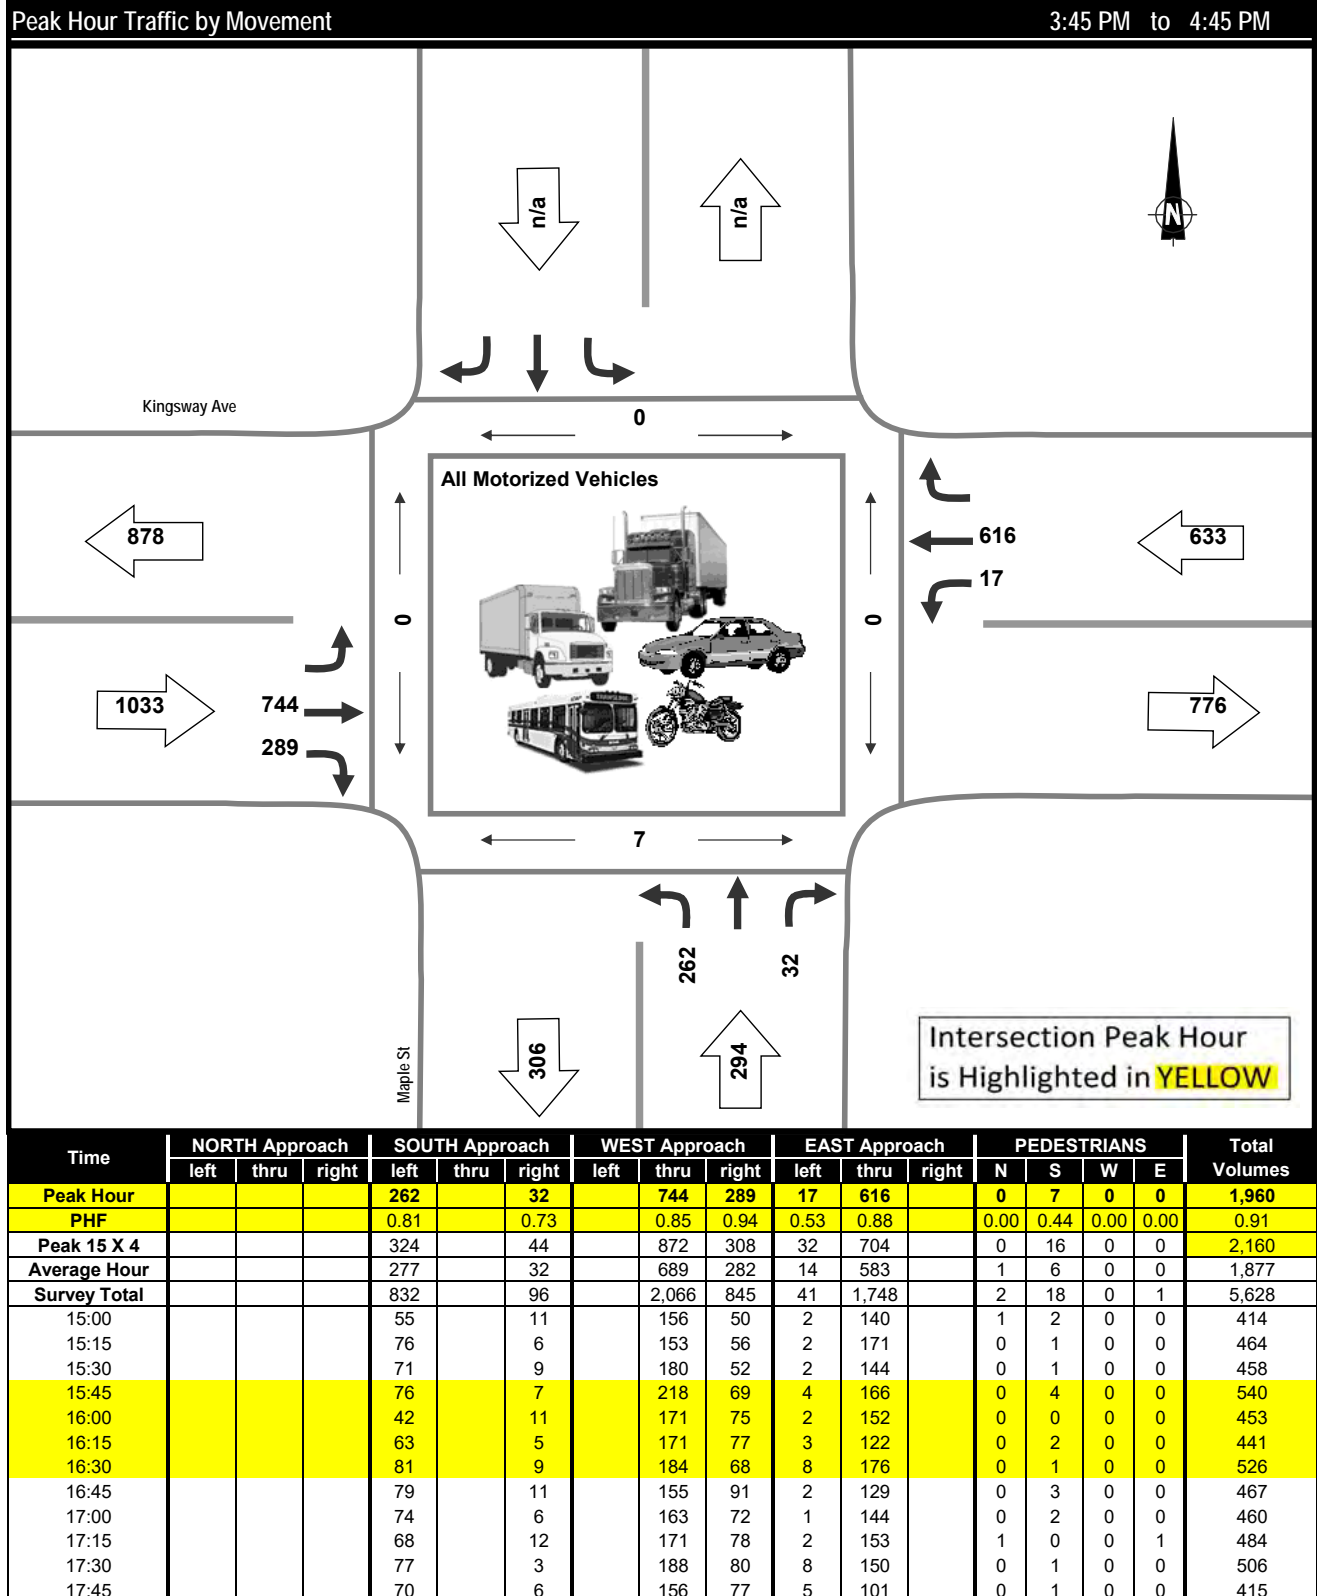 Peak Hour Traffic by Movement 3:45 PM to 4:45 PM
n/a n/a
N
Kingsway Ave
0
All Motorized Vehicles
878 616 633
17
0 0
1033 744 776
289
7
262 32
Maple St 306 294
Intersection Peak Hour
is Highlighted in YELLOW
Time NORTH Approach SOUTH Approach WEST Approach EAST Approach PEDESTRIANS Total
left thru right left thru right left thru right left thru right N S W E Volumes
Peak Hour 262 32 744 289 17 616 0 7 0 0 1,960
PHF 0.81 0.73 0.85 0.94 0.53 0.88 0.00 0.44 0.00 0.00 0.91
Peak 15 X 4 324 44 872 308 32 704 0 16 0 0 2,160
Average Hour 277 32 689 282 14 583 1 6 0 0 1,877
Survey Total 832 96 2,066 845 41 1,748 2 18 0 1 5,628
15:00 55 11 156 50 2 140 1 2 0 0 414
15:15 76 6 153 56 2 171 0 1 0 0 464
15:30 71 9 180 52 2 144 0 1 0 0 458
15:45 76 7 218 69 4 166 0 4 0 0 540
16:00 42 11 171 75 2 152 0 0 0 0 453
16:15 63 5 171 77 3 122 0 2 0 0 441
16:30 81 9 184 68 8 176 0 1 0 0 526
16:45 79 11 155 91 2 129 0 3 0 0 467
17:00 74 6 163 72 1 144 0 2 0 0 460
17:15 68 12 171 78 2 153 1 0 0 1 484
17:30 77 3 188 80 8 150 0 1 0 0 506
17:45 70 6 156 77 5 101 0 1 0 0 415